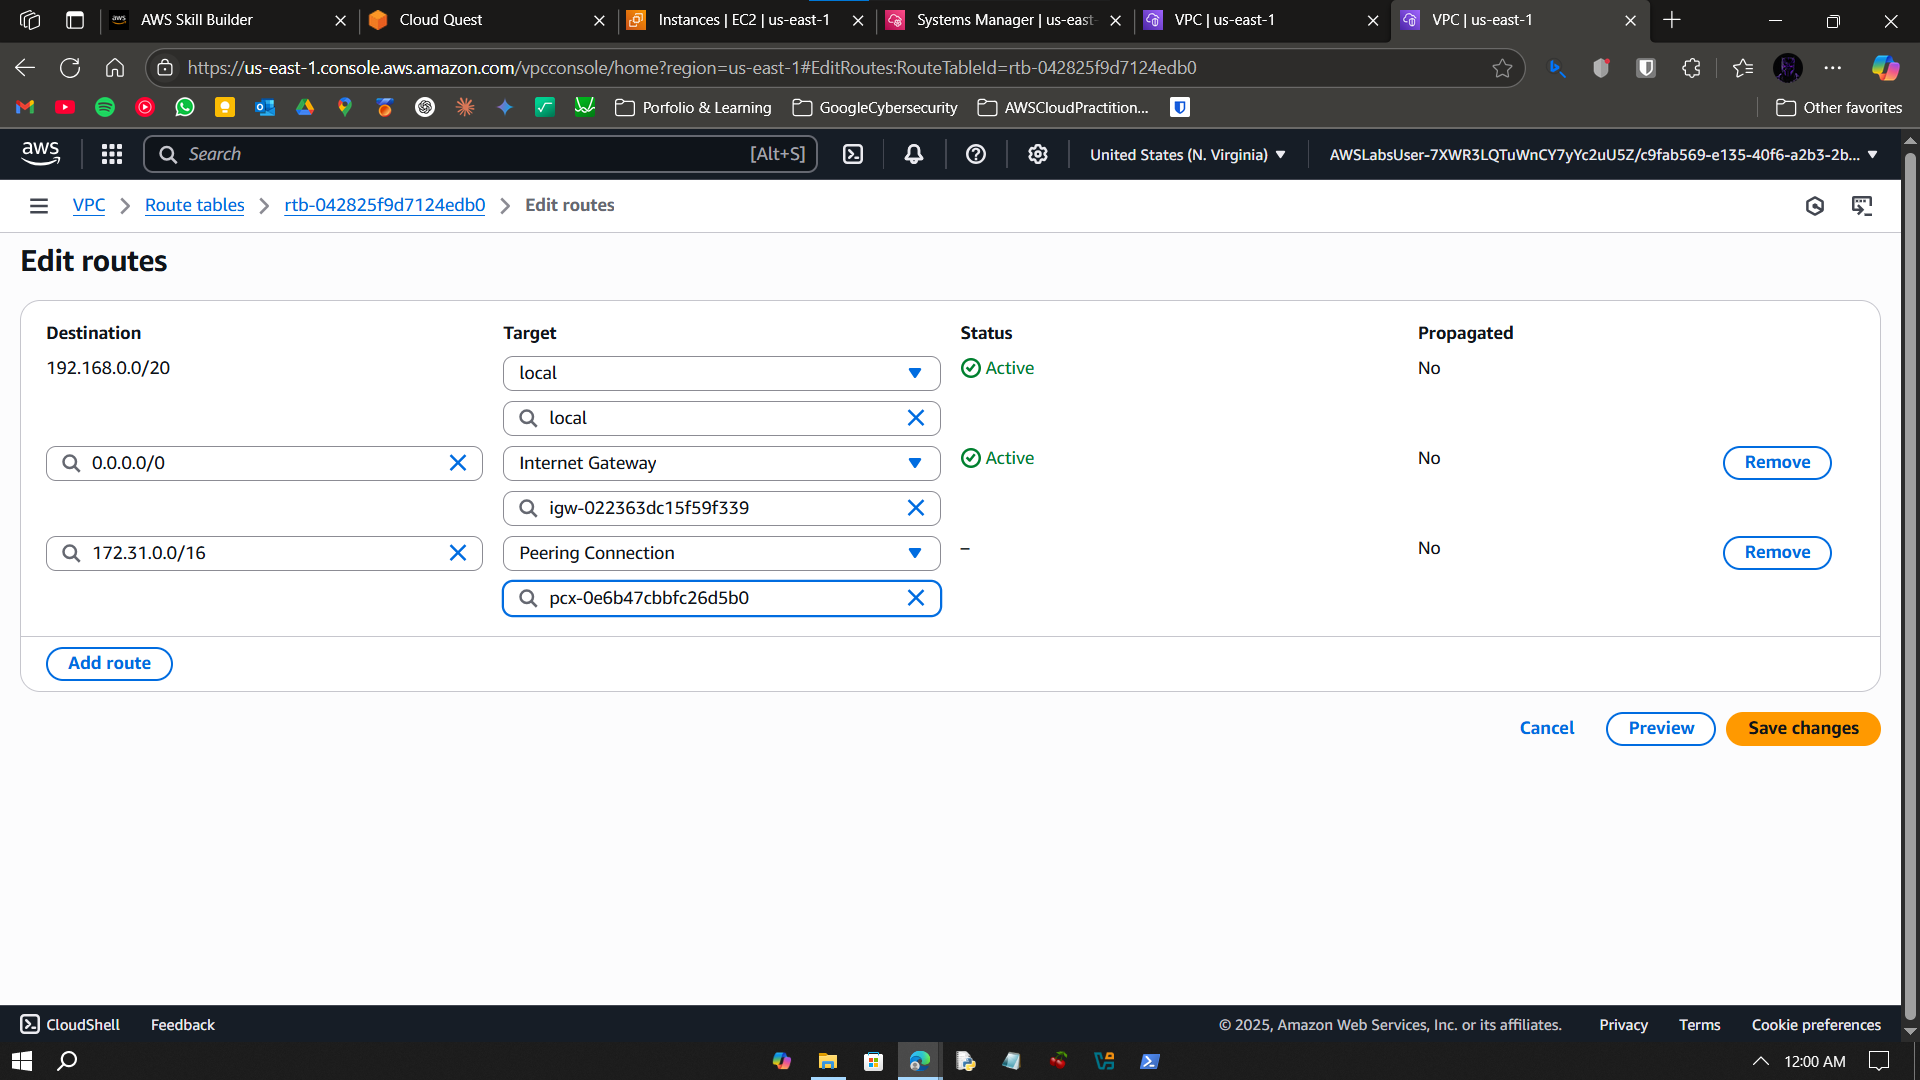 AWS Skill Builder
Cloud Quest
Instances | EC2 | us-east-1
Systems Manager | us-east-
VPC | us-east-1
VPC | us-east-1
https://us-east-1.console.aws.amazon.com/vpcconsole/home?region=us-east-1#EditRoutes:RouteTableId=rtb-042825f9d7124edb0
Porfolio & Learning
GoogleCybersecurity
AWSCloudPractition...
Other favorites
aws
Search
[Alt+S]
United States (N. Virginia)
AWSLabsUser-7XWR3LQTuWnCY7yYc2uU5Z/c9fab569-e135-40f6-a2b3-2b...
VPC
Route tables
rtb-042825f9d7124edb0
Edit routes
Edit routes
Destination Target Status Propagated
192.168.0.0/20 local Active No
local
0.0.0.0/0 Internet Gateway Active No Remove
igw-022363dc15f59f339
172.31.0.0/16 Peering Connection – No Remove
pcx-0e6b47cbbfc26d5b0
Add route
Cancel Preview Save changes
CloudShell Feedback © 2025, Amazon Web Services, Inc. or its affiliates. Privacy Terms Cookie preferences
12:00 AM